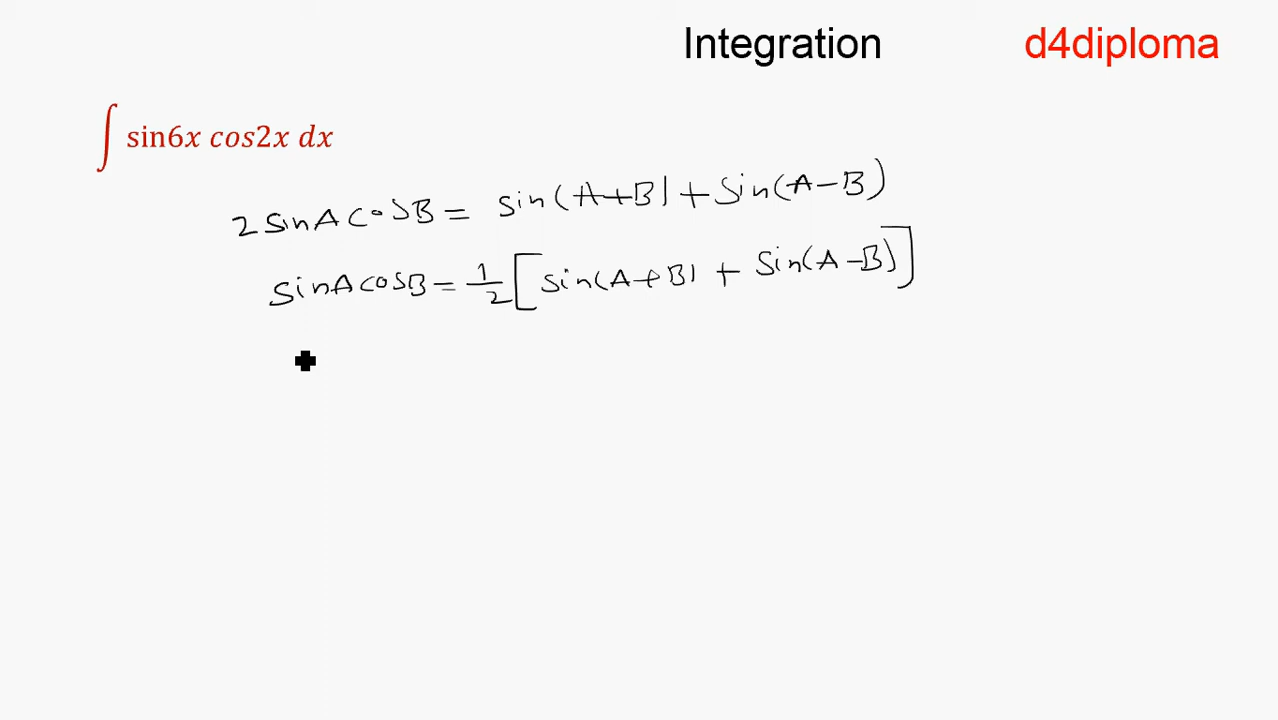 Integration d4diploma
∫ sin6x cos2x dx
2 sinA cosB = sin(A+B) + sin(A-B)
sinA cosB = 1/2 [sin(A+B) + sin(A-B)]